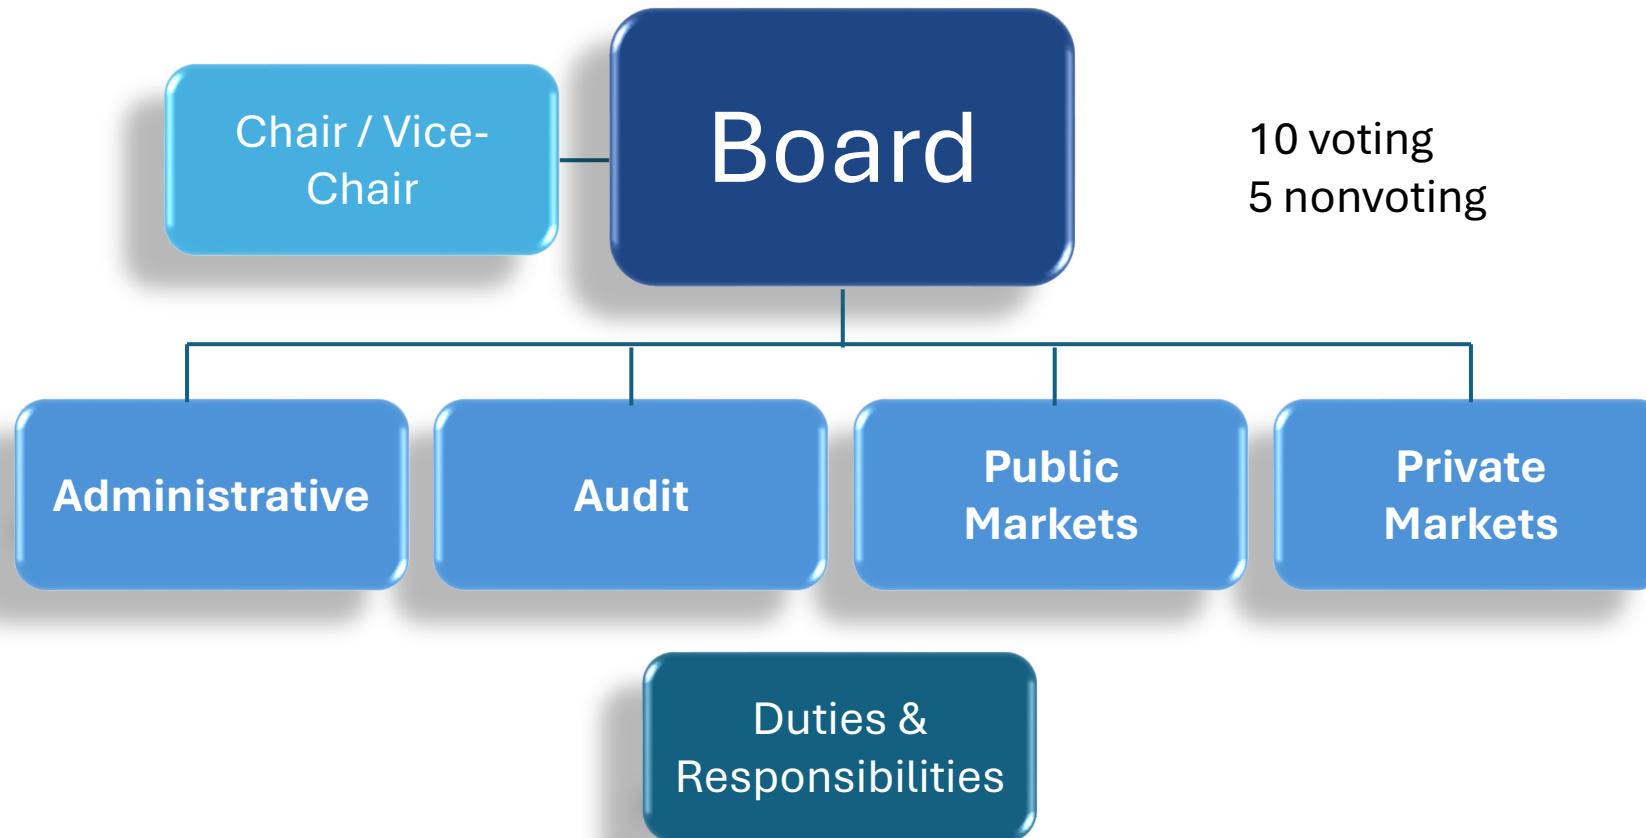 Chair / Vice-
Chair
Board
10 voting
5 nonvoting
Administrative
Audit
Public
Markets
Private
Markets
Duties &
Responsibilities